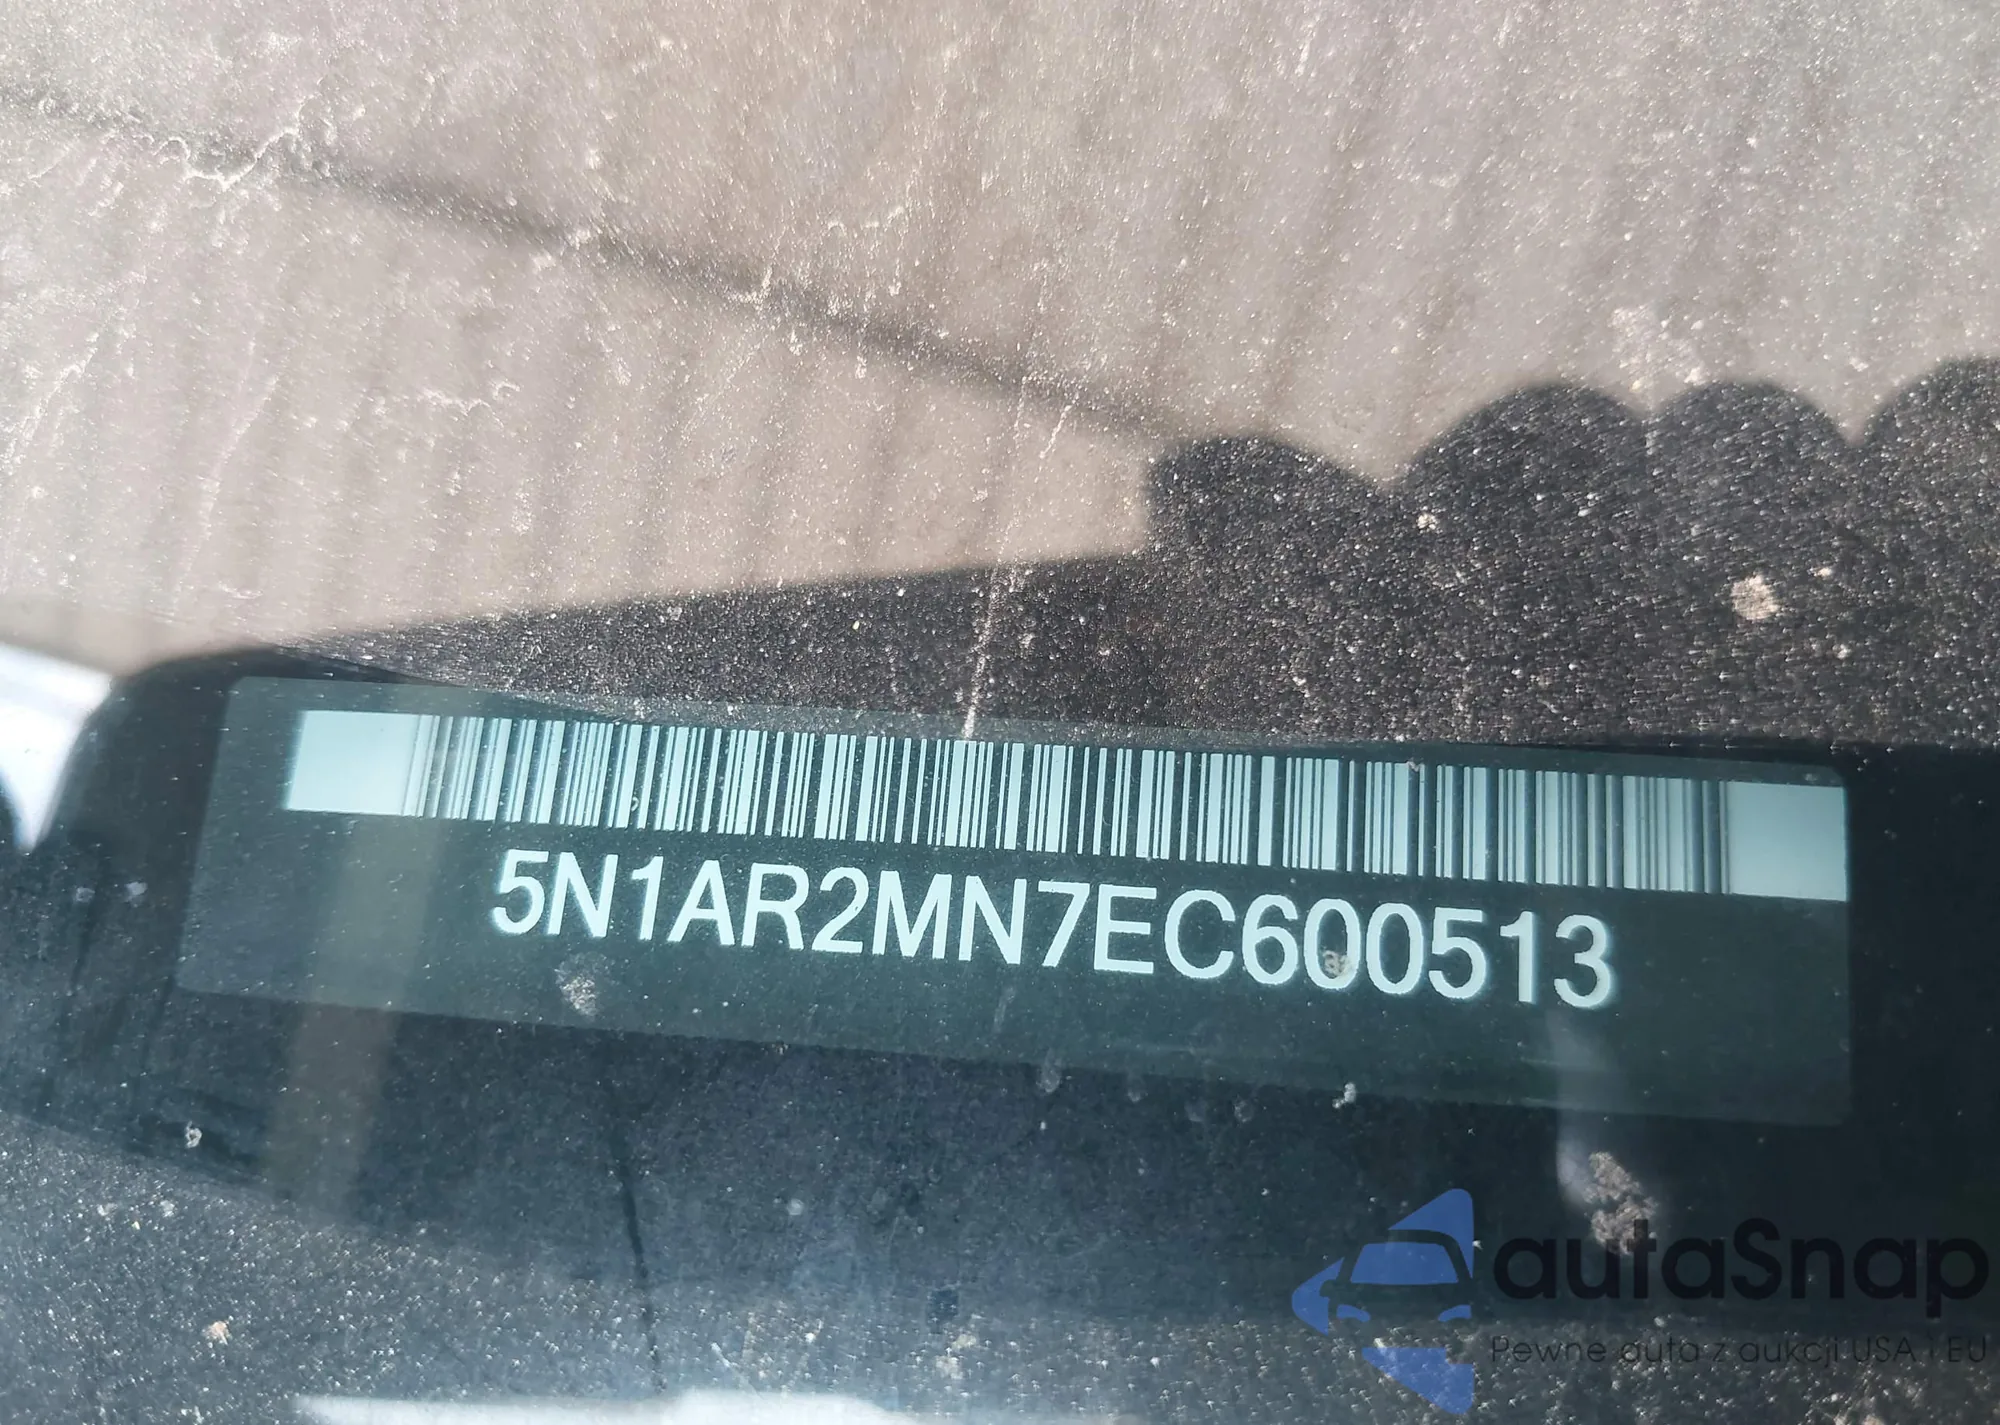 5N1AR2MN7EC600513
autaSnap
Pewne auta z aukcji USA i EU